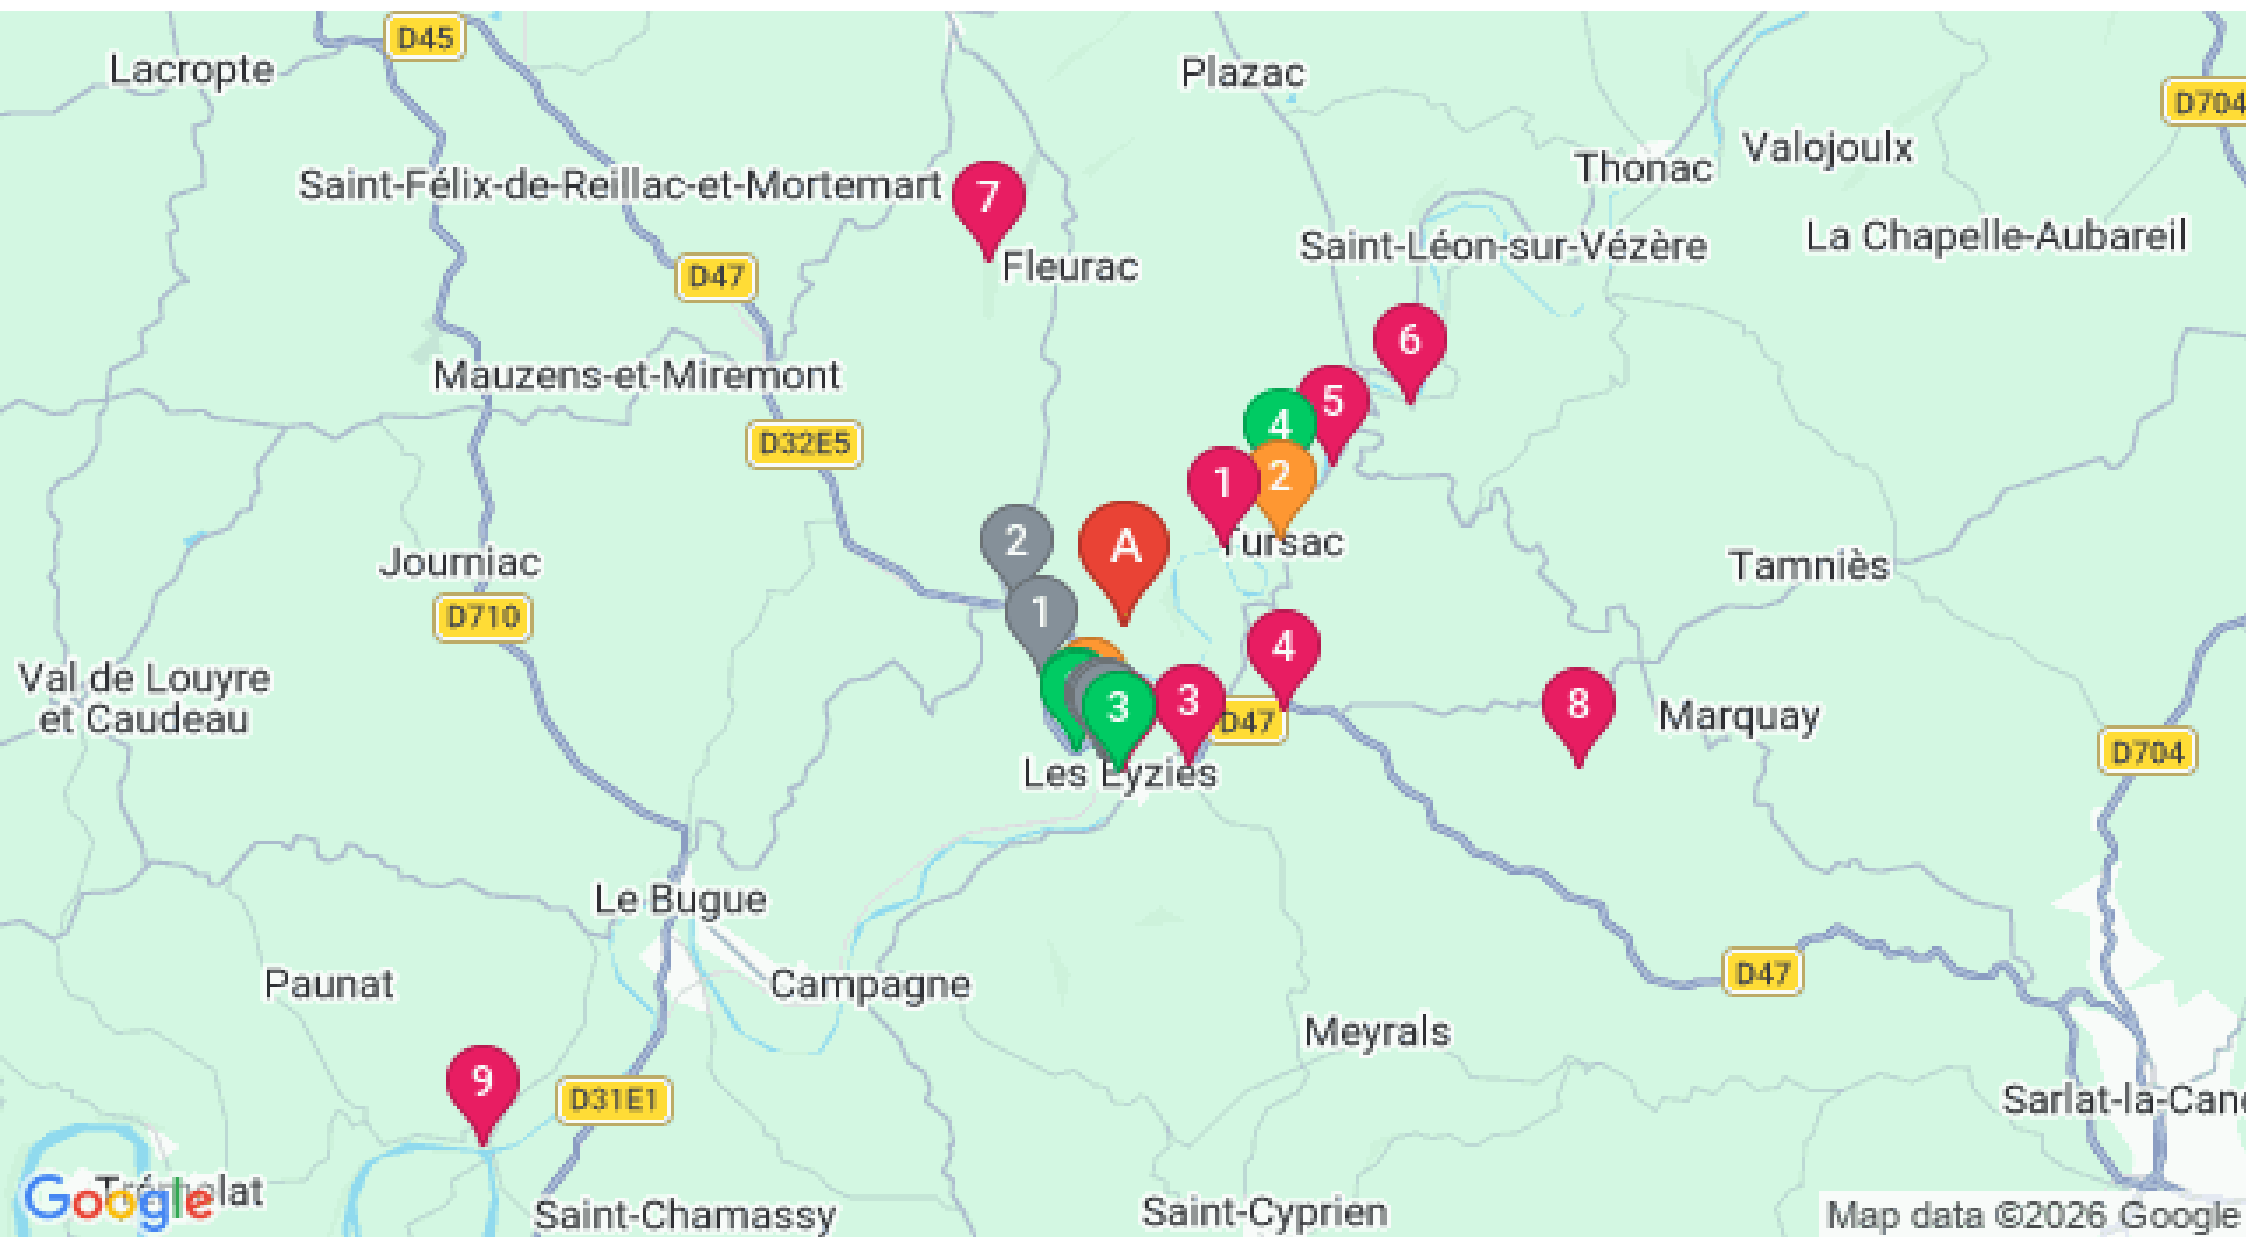 D45
Lacropte
Plazac
D704
Valojoulx
Thonac
Saint-Félix-de-Reillac-et-Mortemart
7
La Chapelle-Aubareil
Saint-Léon-sur-Vézère
Fleurac
D47
6
Mauzens-et-Miremont
5
4
D32E5
1
2
2
A
Tursac
Journiac
Tamniès
1
D710
4
Val de Louyre
et Caudeau
3
3
D47
8
Marquay
D704
Les Eyzies
Le Bugue
D47
Paunat
Campagne
Meyrals
9
D31E1
Sarlat-la-Can
Google
Saint-Chamassy
Saint-Cyprien
Map data ©2026 Google